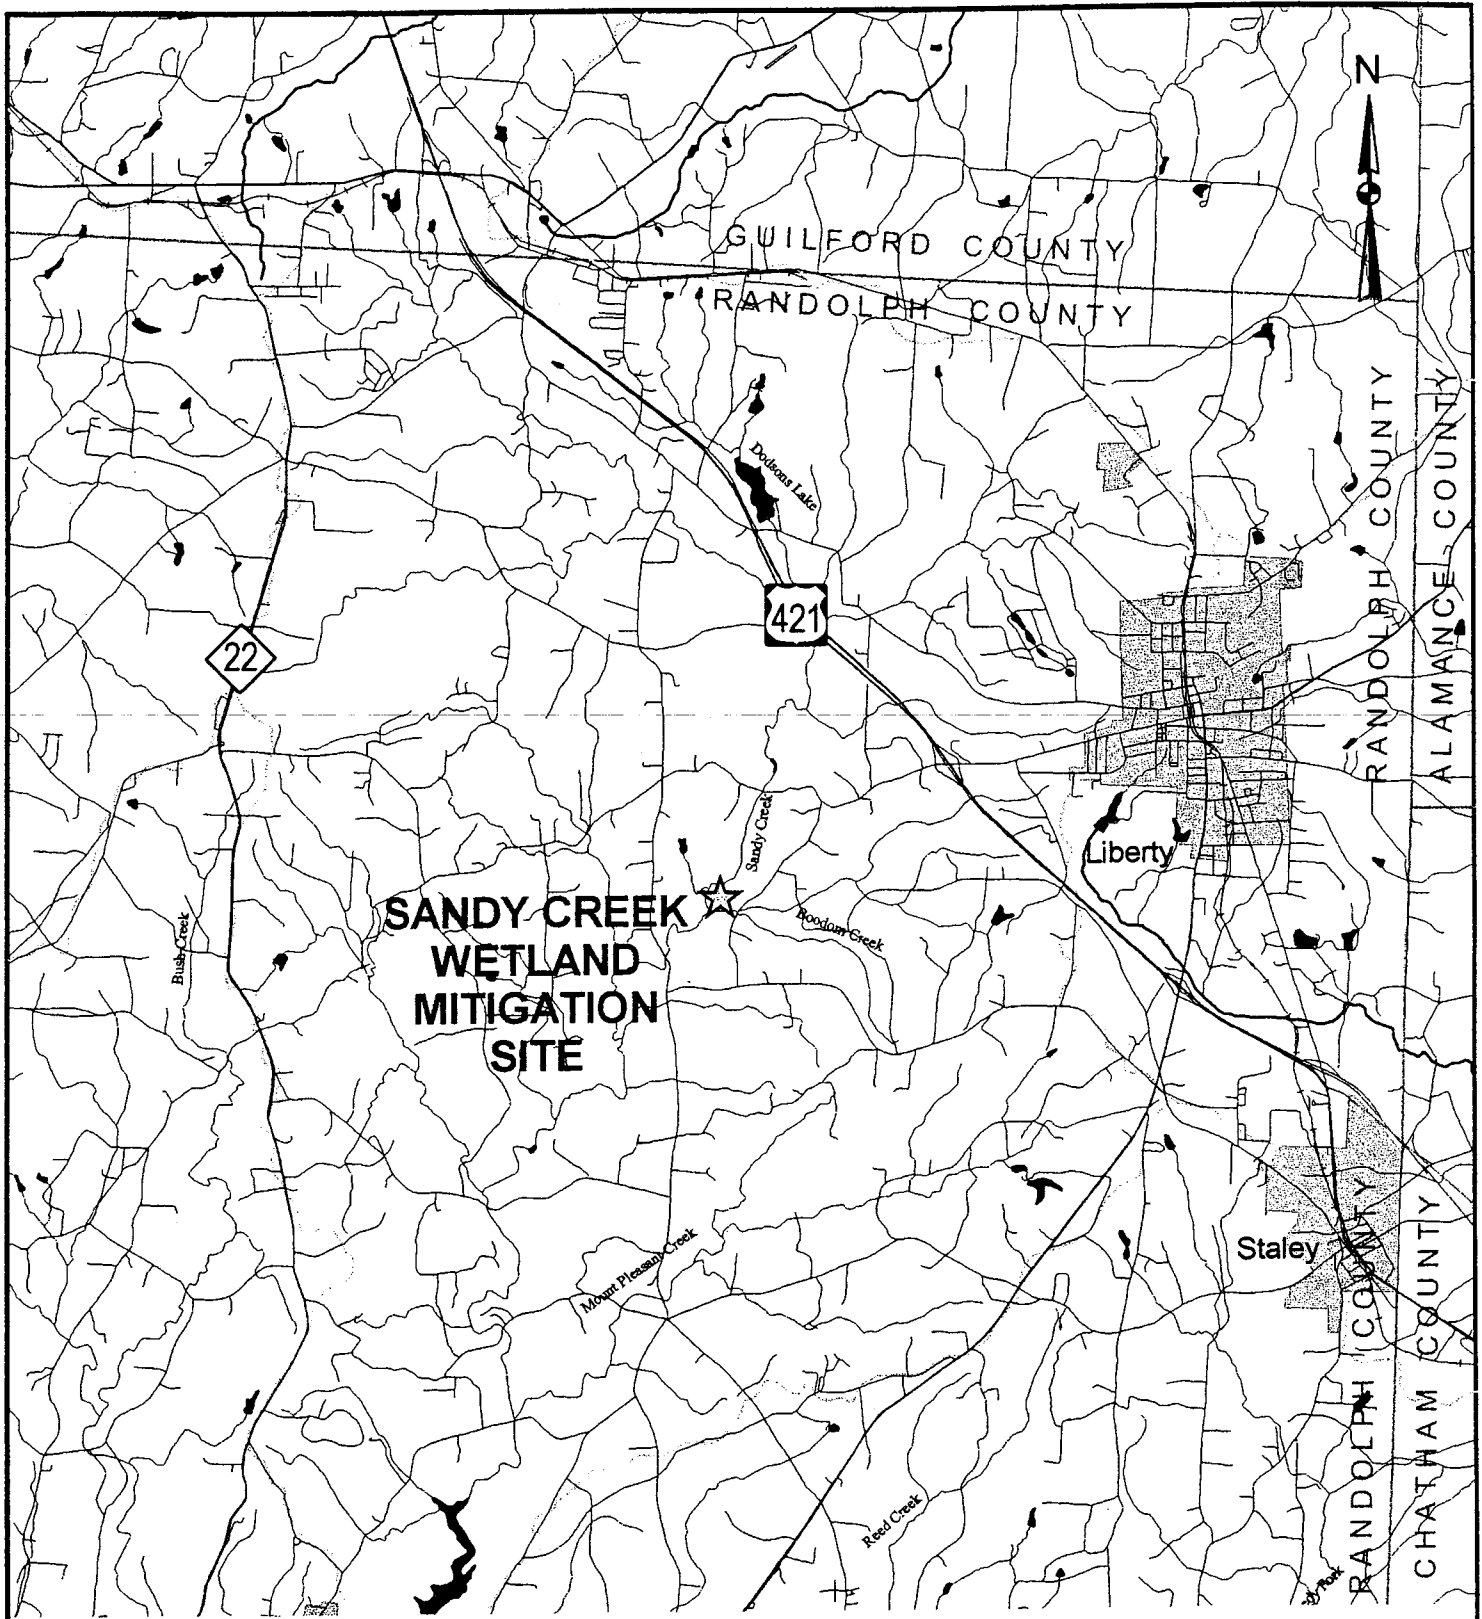 N
GUILFORD COUNTY
RANDOLPH COUNTY
RANDOLPH COUNTY
ALAMANCE COUNTY
Dodsons Lake
421
22
Sandy Creek
Liberty
SANDY CREEK
WETLAND
MITIGATION
SITE
Boodom Creek
Bush Creek
Staley
Mount Pleasant Creek
RANDOLPH COUNTY
CHATHAM COUNTY
Reed Creek
Fork